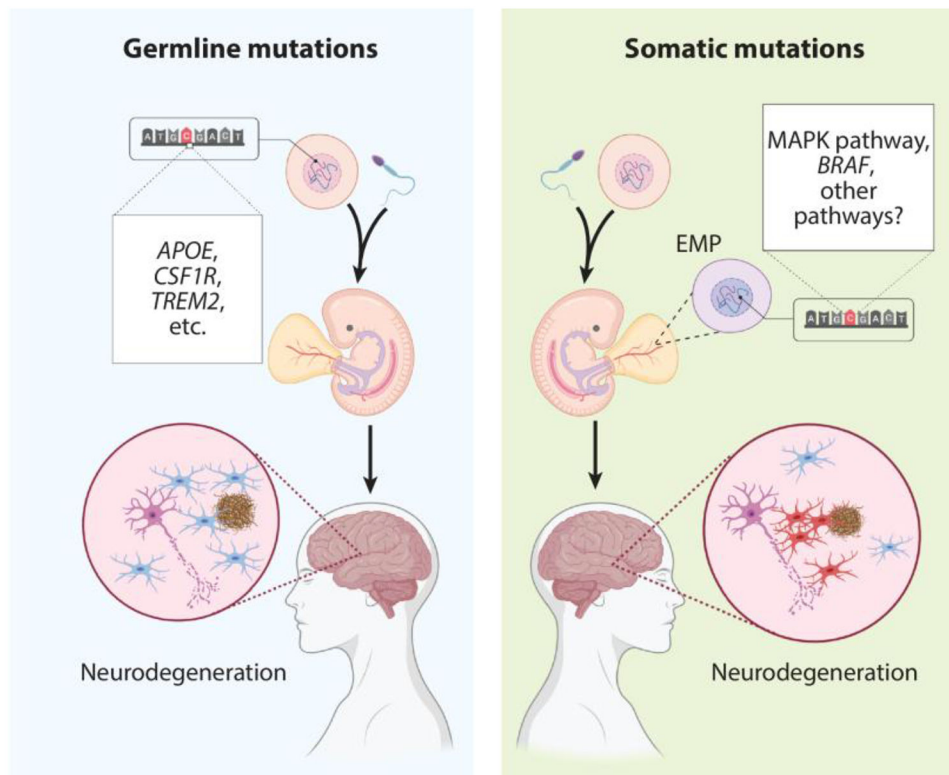 Germline mutations
ATGCGACT
APOE,
CSF1R,
TREM2,
etc.
Neurodegeneration
Somatic mutations
MAPK pathway,
BRAF,
other
pathways?
EMP
ATGCGACT
Neurodegeneration